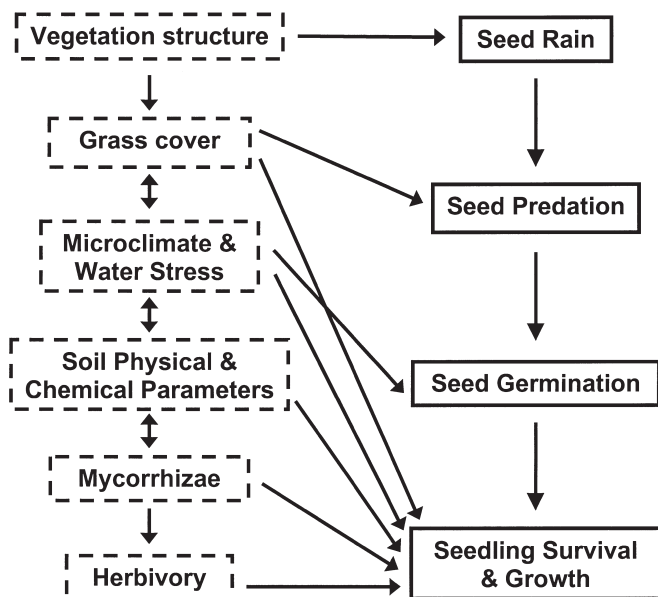 Vegetation structure
Seed Rain
Grass cover
Seed Predation
Microclimate &
Water Stress
Soil Physical &
Chemical Parameters
Seed Germination
Mycorrhizae
Seedling Survival
& Growth
Herbivory